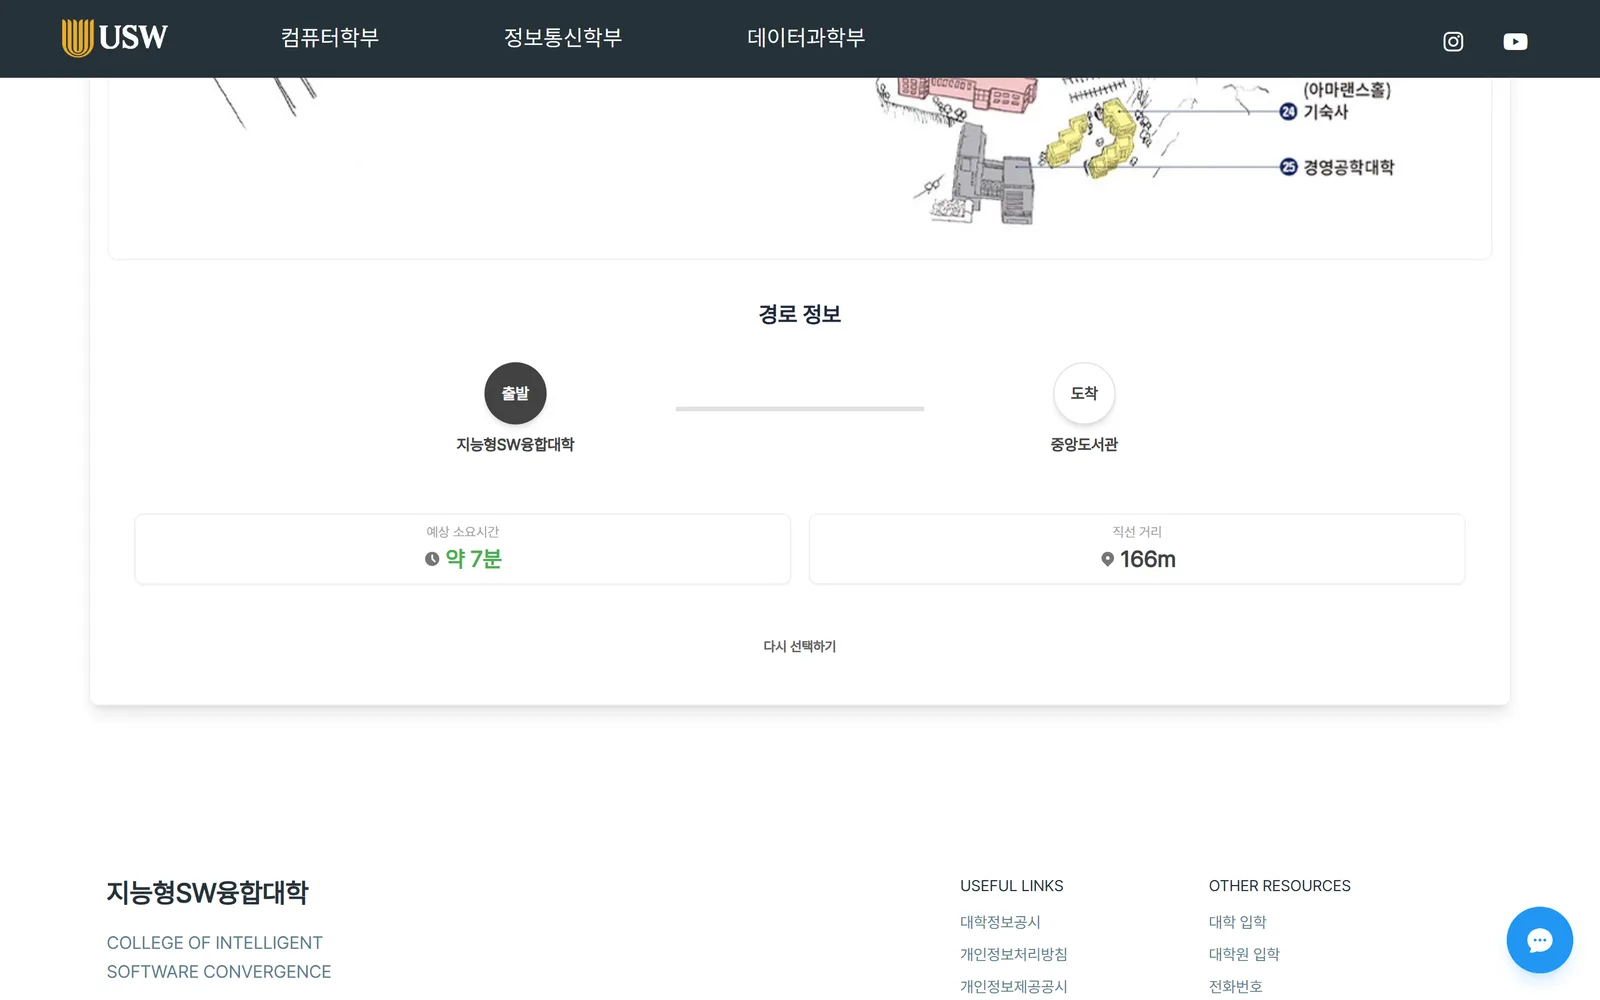 USW
컴퓨터학부
정보통신학부
데이터과학부
(아마랜스홀)
24 기숙사
25 경영공학대학
경로 정보
출발
도착
지능형SW융합대학
중앙도서관
예상 소요시간
약 7분
직선 거리
166m
다시 선택하기
지능형SW융합대학
COLLEGE OF INTELLIGENT
SOFTWARE CONVERGENCE
USEFUL LINKS
대학정보공시
개인정보처리방침
개인정보제공공시
OTHER RESOURCES
대학 입학
대학원 입학
전화번호